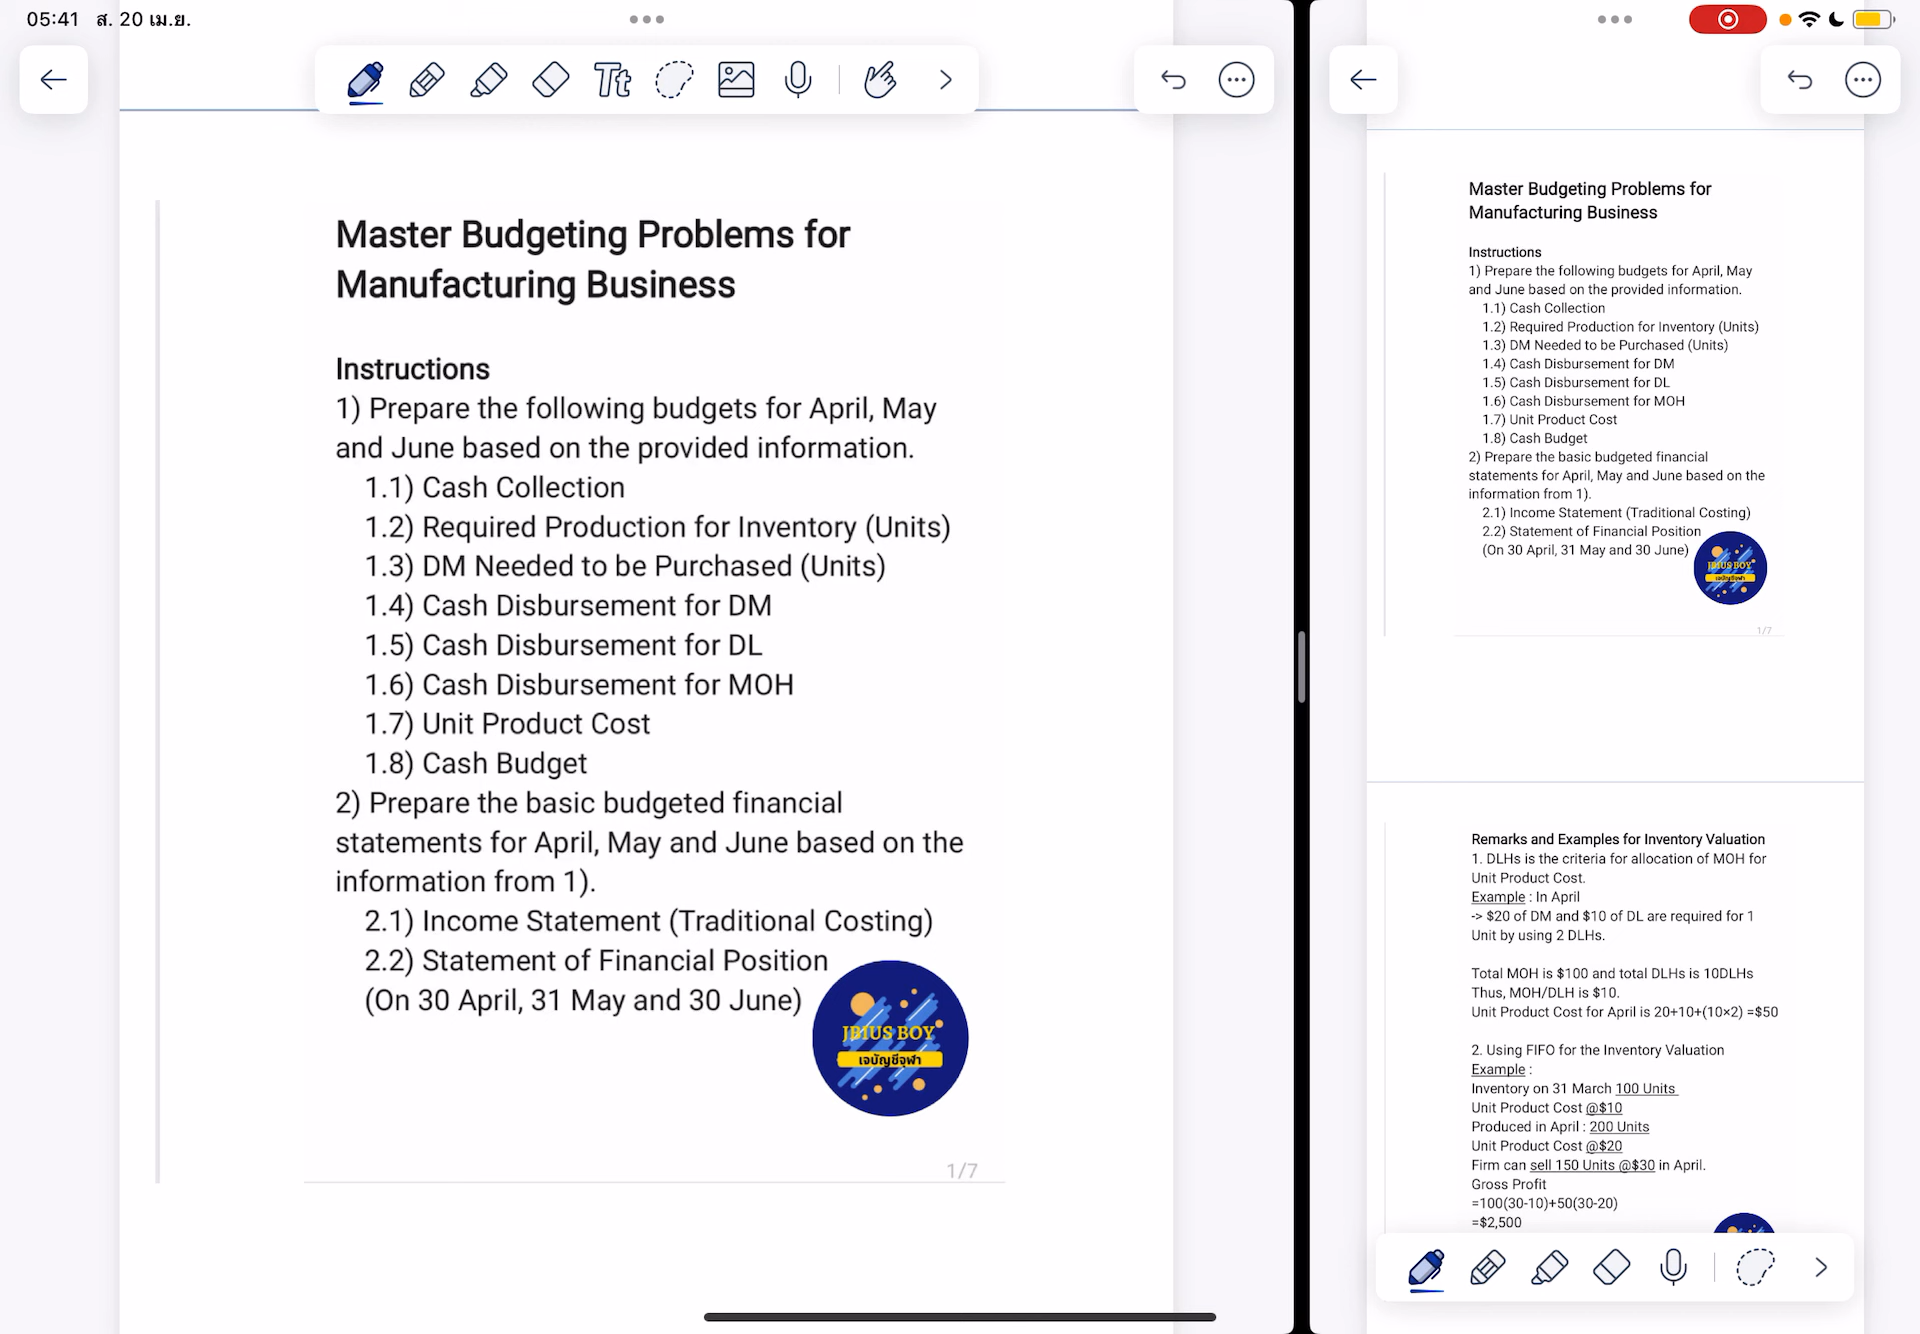 05:41 ส. 20 เม.ย.
Tt
Master Budgeting Problems for
Manufacturing Business
Instructions
1) Prepare the following budgets for April, May
and June based on the provided information.
1.1) Cash Collection
1.2) Required Production for Inventory (Units)
1.3) DM Needed to be Purchased (Units)
1.4) Cash Disbursement for DM
1.5) Cash Disbursement for DL
1.6) Cash Disbursement for MOH
1.7) Unit Product Cost
1.8) Cash Budget
2) Prepare the basic budgeted financial
statements for April, May and June based on the
information from 1).
2.1) Income Statement (Traditional Costing)
2.2) Statement of Financial Position
(On 30 April, 31 May and 30 June)
JBIUS BOY
เจบัญชีจุฬา
1/7
Master Budgeting Problems for
Manufacturing Business
Instructions
1) Prepare the following budgets for April, May
and June based on the provided information.
1.1) Cash Collection
1.2) Required Production for Inventory (Units)
1.3) DM Needed to be Purchased (Units)
1.4) Cash Disbursement for DM
1.5) Cash Disbursement for DL
1.6) Cash Disbursement for MOH
1.7) Unit Product Cost
1.8) Cash Budget
2) Prepare the basic budgeted financial
statements for April, May and June based on the
information from 1).
2.1) Income Statement (Traditional Costing)
2.2) Statement of Financial Position
(On 30 April, 31 May and 30 June)
JBIUS BOY
เจบัญชีจุฬา
1/7
Remarks and Examples for Inventory Valuation
1. DLHs is the criteria for allocation of MOH for
Unit Product Cost.
Example : In April
-> $20 of DM and $10 of DL are required for 1
Unit by using 2 DLHs.
Total MOH is $100 and total DLHs is 10DLHs
Thus, MOH/DLH is $10.
Unit Product Cost for April is 20+10+(10×2) =$50
2. Using FIFO for the Inventory Valuation
Example :
Inventory on 31 March 100 Units
Unit Product Cost @$10
Produced in April : 200 Units
Unit Product Cost @$20
Firm can sell 150 Units @$30 in April.
Gross Profit
=100(30-10)+50(30-20)
=$2,500